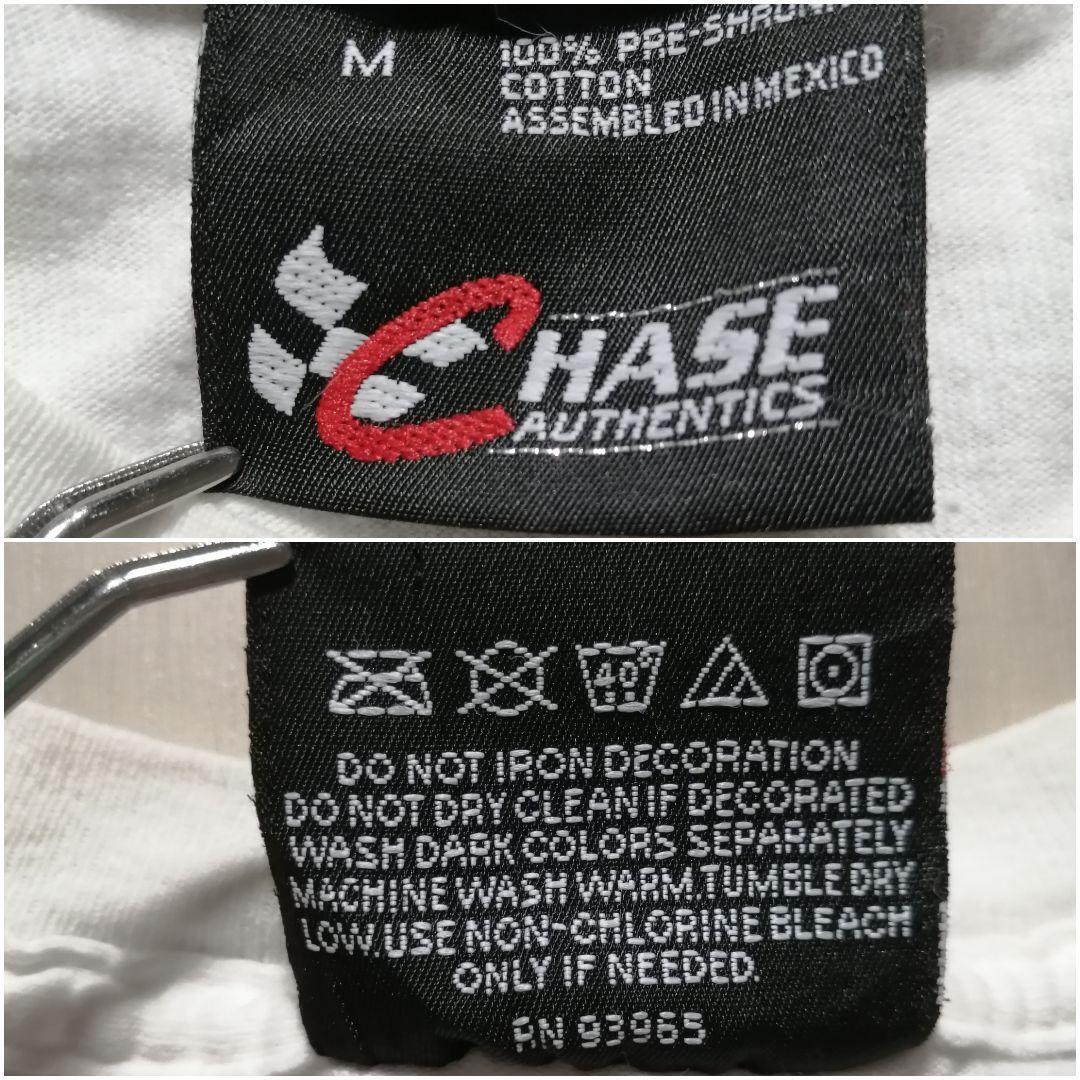 M
100% PRE-SHRUNK
COTTON
ASSEMBLED IN MEXICO
CHASE
AUTHENTICS
40°
DO NOT IRON DECORATION
DO NOT DRY CLEAN IF DECORATED
WASH DARK COLORS SEPARATELY
MACHINE WASH WARM. TUMBLE DRY
LOW. USE NON-CHLORINE BLEACH
ONLY IF NEEDED.
RN 93965